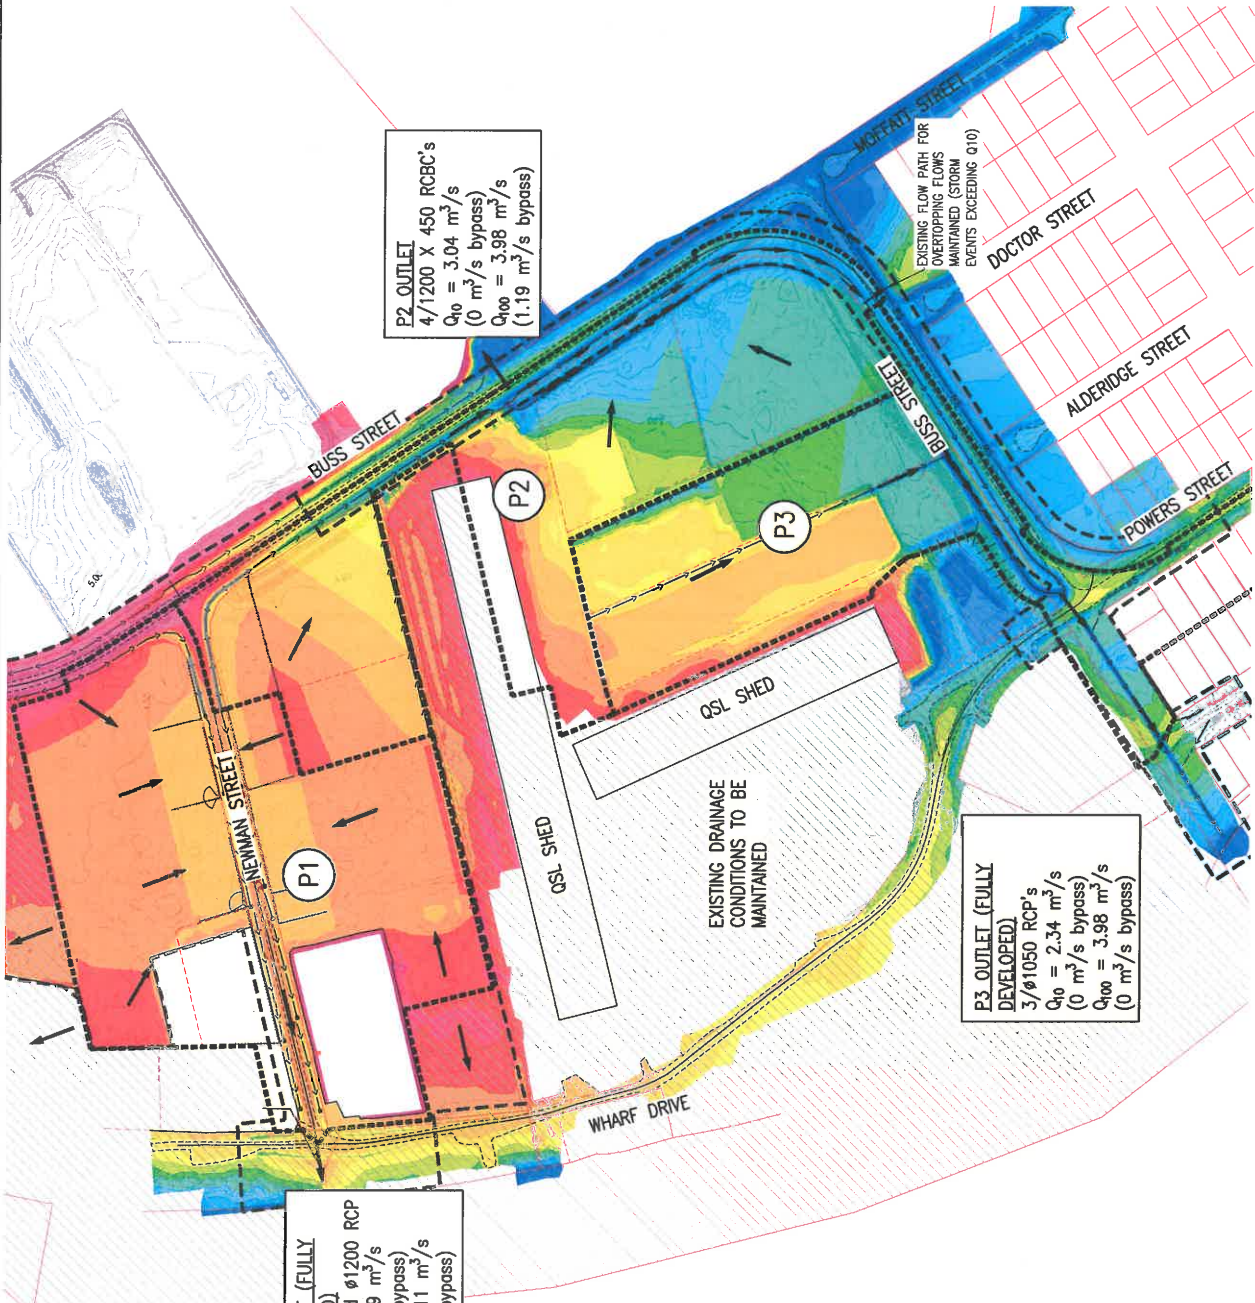 P2 OUTLET
4/1200 X 450 RCBC's
Q10 = 3.04 m³/s
(0 m³/s bypass)
Q100 = 3.98 m³/s
(1.19 m³/s bypass)
MOFFATT STREET
EXISTING FLOW PATH FOR
OVERTOPPING FLOWS
MAINTAINED (STORM
EVENTS EXCEEDING Q10)
DOCTOR STREET
ALDERIDGE STREET
BUSS STREET
BUSS STREET
POWERS STREET
5.0
P2
P3
P1
NEWMAN STREET
QSL SHED
QSL SHED
EXISTING DRAINAGE
CONDITIONS TO BE
MAINTAINED
WHARF DRIVE
P3 OUTLET (FULLY
DEVELOPED)
3/ø1050 RCP's
Q10 = 2.34 m³/s
(0 m³/s bypass)
Q100 = 3.98 m³/s
(0 m³/s bypass)
(FULLY
ø1200 RCP
9 m³/s
ypass)
11 m³/s
ypass)